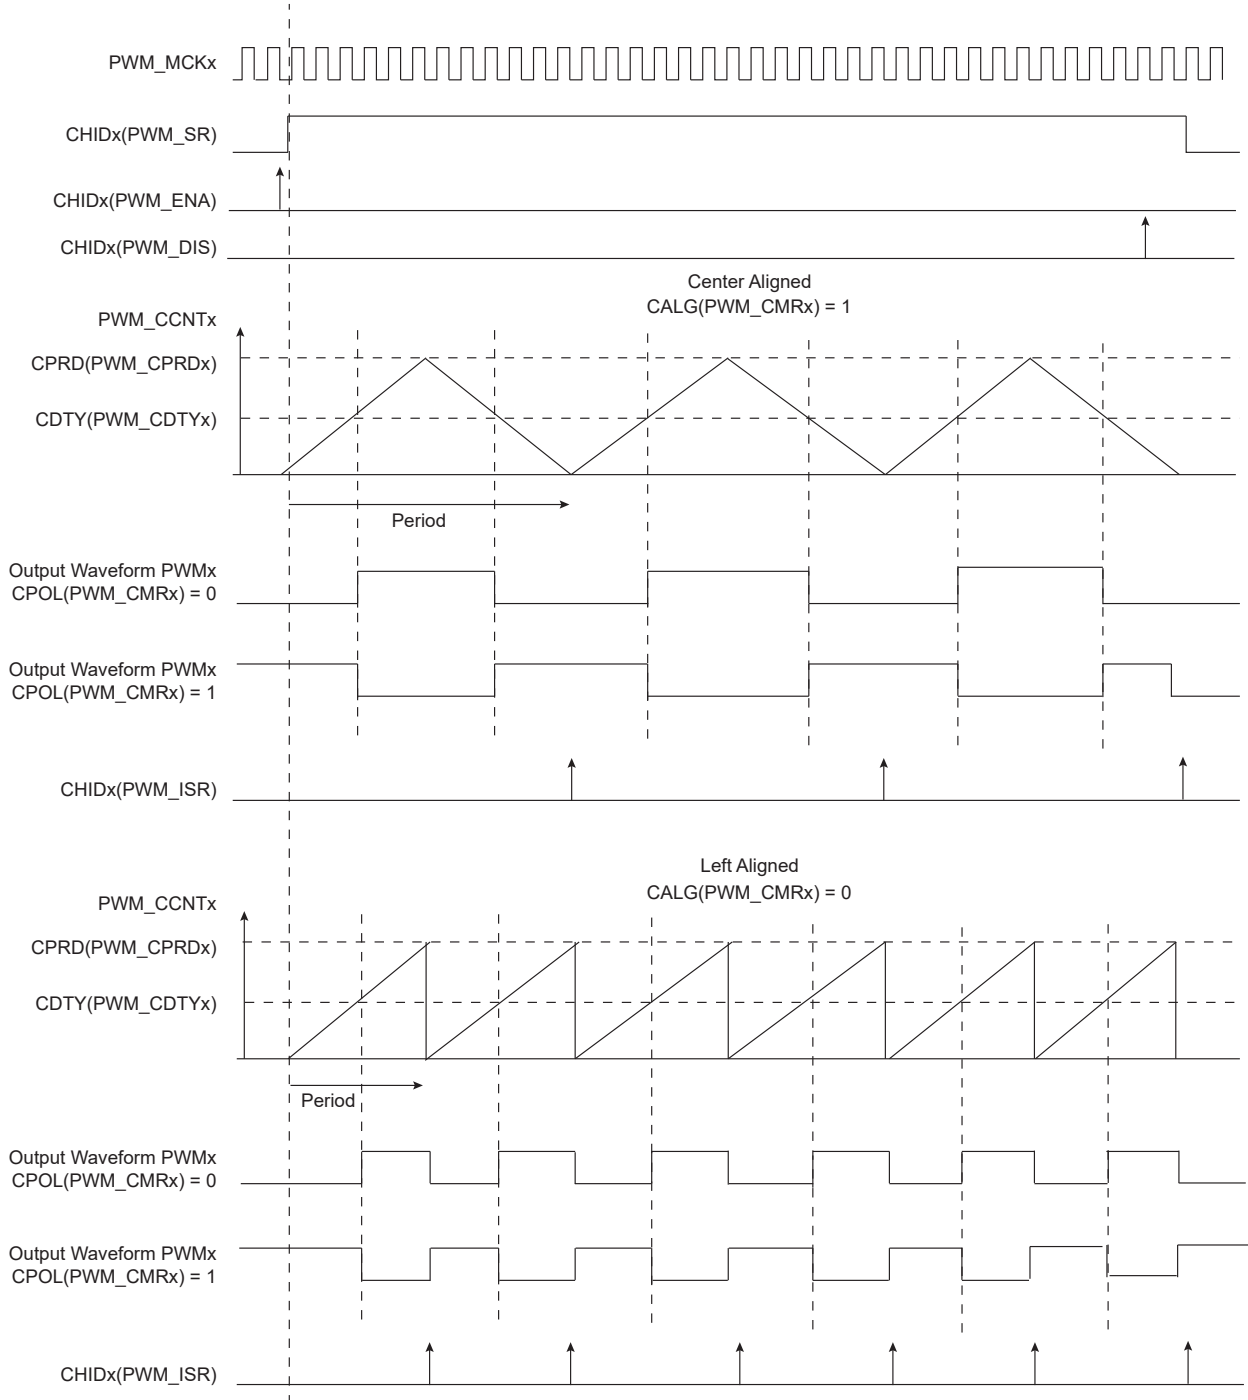 PWM_MCKx
CHIDx(PWM_SR)
CHIDx(PWM_ENA)
CHIDx(PWM_DIS)
Center Aligned
CALG(PWM_CMRx) = 1
PWM_CCNTx
CPRD(PWM_CPRDx)
CDTY(PWM_CDTYx)
Period
Output Waveform PWMx
CPOL(PWM_CMRx) = 0
Output Waveform PWMx
CPOL(PWM_CMRx) = 1
CHIDx(PWM_ISR)
Left Aligned
CALG(PWM_CMRx) = 0
PWM_CCNTx
CPRD(PWM_CPRDx)
CDTY(PWM_CDTYx)
Period
Output Waveform PWMx
CPOL(PWM_CMRx) = 0
Output Waveform PWMx
CPOL(PWM_CMRx) = 1
CHIDx(PWM_ISR)